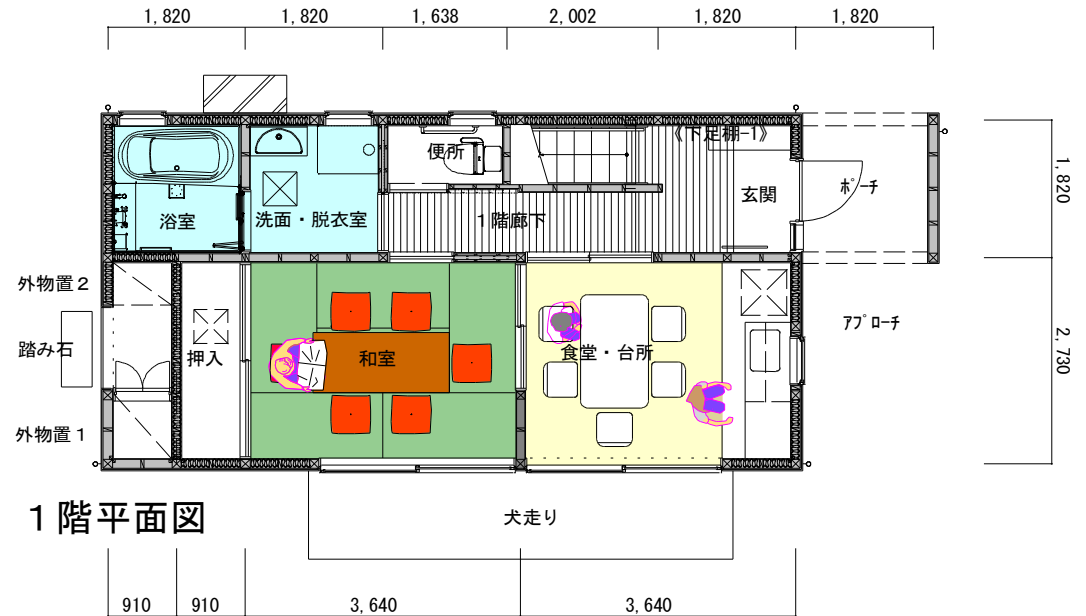 1,820 1,820 1,638 2,002 1,820 1,820
《下足棚-1》
便所
1,820
玄関
ﾎﾟｰﾁ
浴室
洗面・脱衣室
1階廊下
外物置2
ｱﾌﾟﾛｰﾁ
踏み石
押入
和室
食堂・台所
2,730
外物置1
1階平面図
犬走り
910 910 3,640 3,640